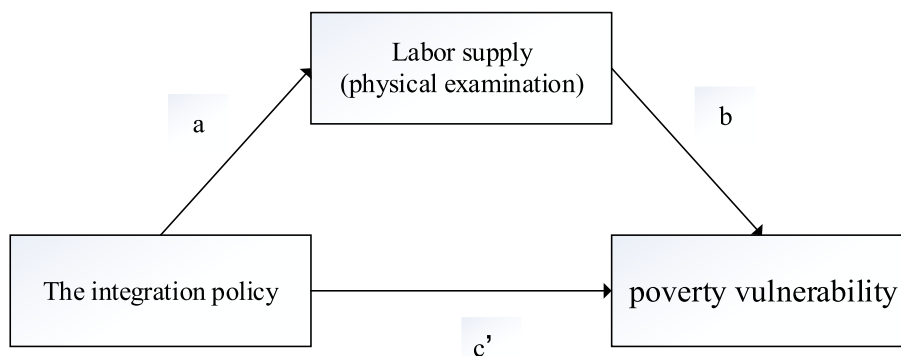 Labor supply
(physical examination)
a
b
The integration policy
poverty vulnerability
c’